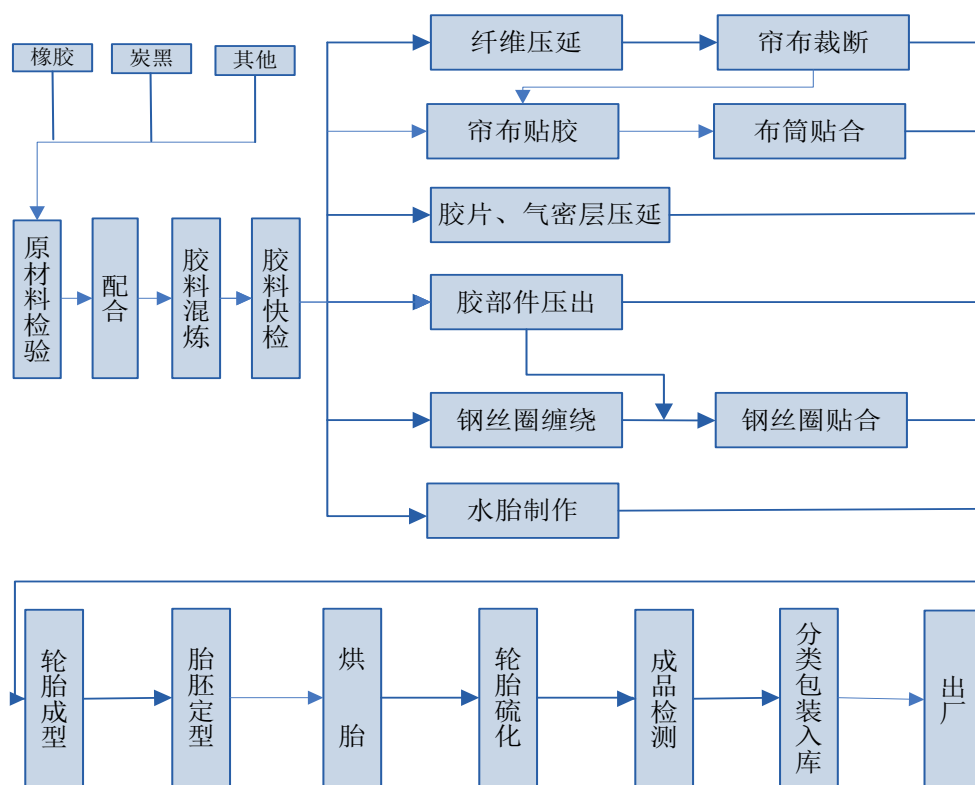 橡胶
炭黑
其他
原材料检验
配合
胶料混炼
胶料快检
纤维压延
帘布裁断
帘布贴胶
布筒贴合
胶片、气密层压延
胶部件压出
钢丝圈缠绕
钢丝圈贴合
水胎制作
轮胎成型
胎胚定型
烘胎
轮胎硫化
成品检测
分类包装入库
出厂